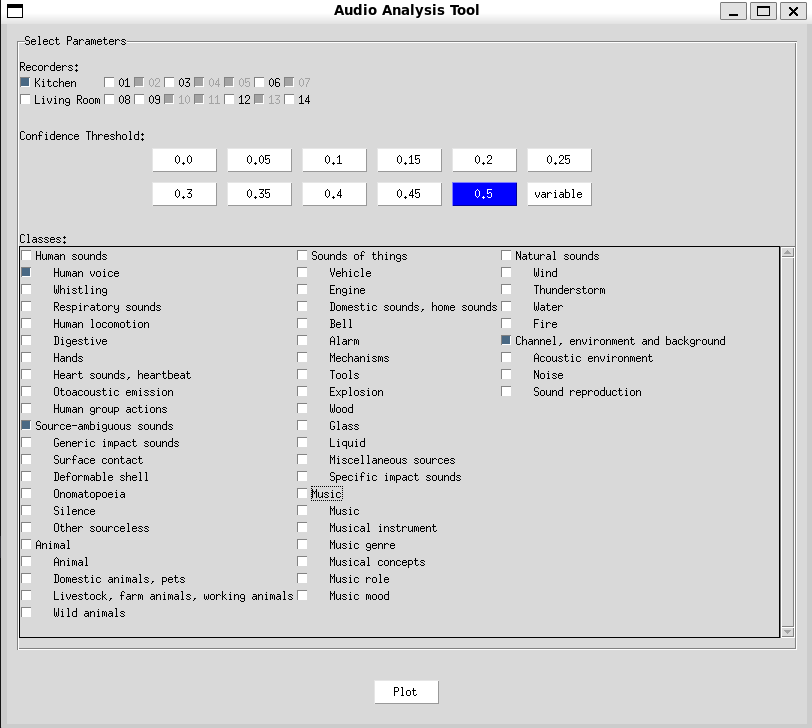 Audio Analysis Tool
Select Parameters
Recorders:
Kitchen 01 02 03 04 05 06 07
Living Room 08 09 10 11 12 13 14
Confidence Threshold:
0.0 0.05 0.1 0.15 0.2 0.25
0.3 0.35 0.4 0.45 0.5 variable
Classes:
Human sounds
Human voice
Whistling
Respiratory sounds
Human locomotion
Digestive
Hands
Heart sounds, heartbeat
Otoacoustic emission
Human group actions
Source-ambiguous sounds
Generic impact sounds
Surface contact
Deformable shell
Onomatopoeia
Silence
Other sourceless
Animal
Animal
Domestic animals, pets
Livestock, farm animals, working animals
Wild animals
Sounds of things
Vehicle
Engine
Domestic sounds, home sounds
Bell
Alarm
Mechanisms
Tools
Explosion
Wood
Glass
Liquid
Miscellaneous sources
Specific impact sounds
Music
Music
Musical instrument
Music genre
Musical concepts
Music role
Music mood
Natural sounds
Wind
Thunderstorm
Water
Fire
Channel, environment and background
Acoustic environment
Noise
Sound reproduction
Plot